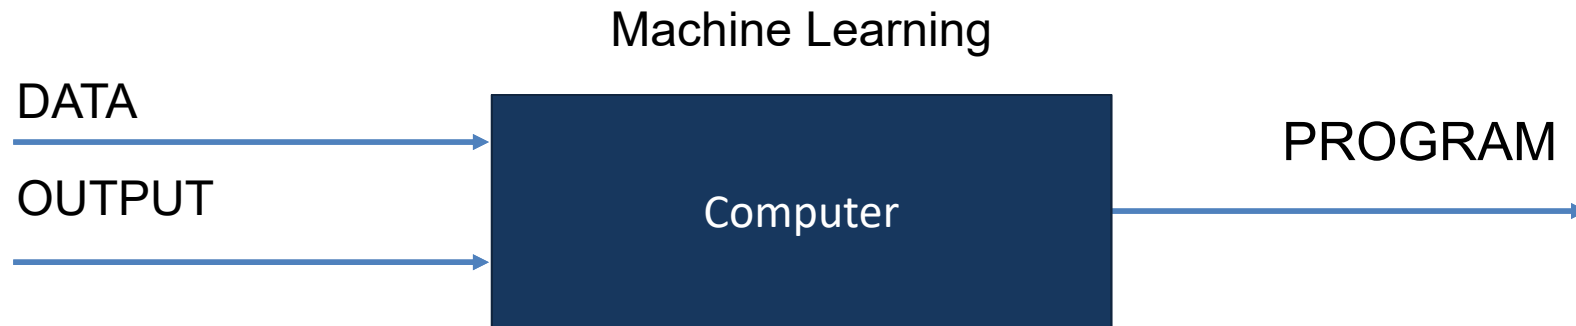 Machine Learning
DATA
OUTPUT
Computer
PROGRAM